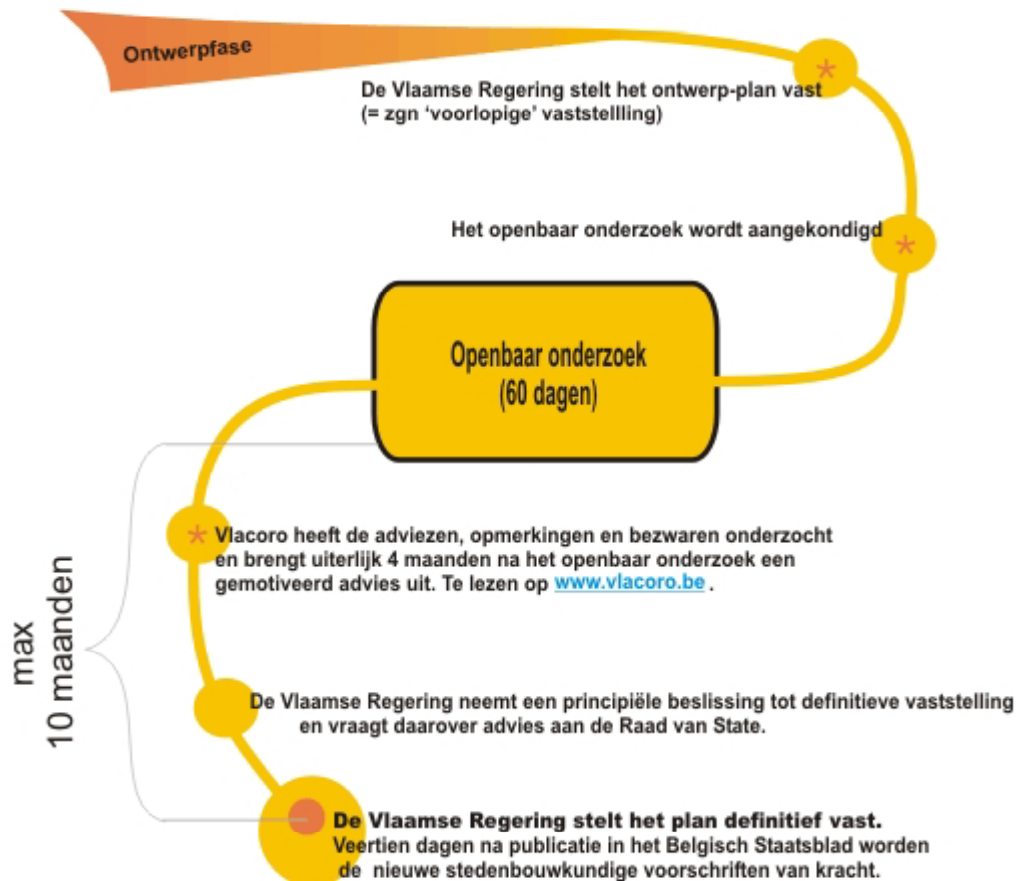 Ontwerpfase
De Vlaamse Regering stelt het ontwerp-plan vast
(= zgn ‘voorlopige’ vaststellling)
Het openbaar onderzoek wordt aangekondigd
Openbaar onderzoek
(60 dagen)
Vlacoro heeft de adviezen, opmerkingen en bezwaren onderzocht
en brengt uiterlijk 4 maanden na het openbaar onderzoek een
gemotiveerd advies uit. Te lezen op www.vlacoro.be .
max
10 maanden
De Vlaamse Regering neemt een principiële beslissing tot definitieve vaststelling
en vraagt daarover advies aan de Raad van State.
De Vlaamse Regering stelt het plan definitief vast.
Veertien dagen na publicatie in het Belgisch Staatsblad worden
de nieuwe stedenbouwkundige voorschriften van kracht.